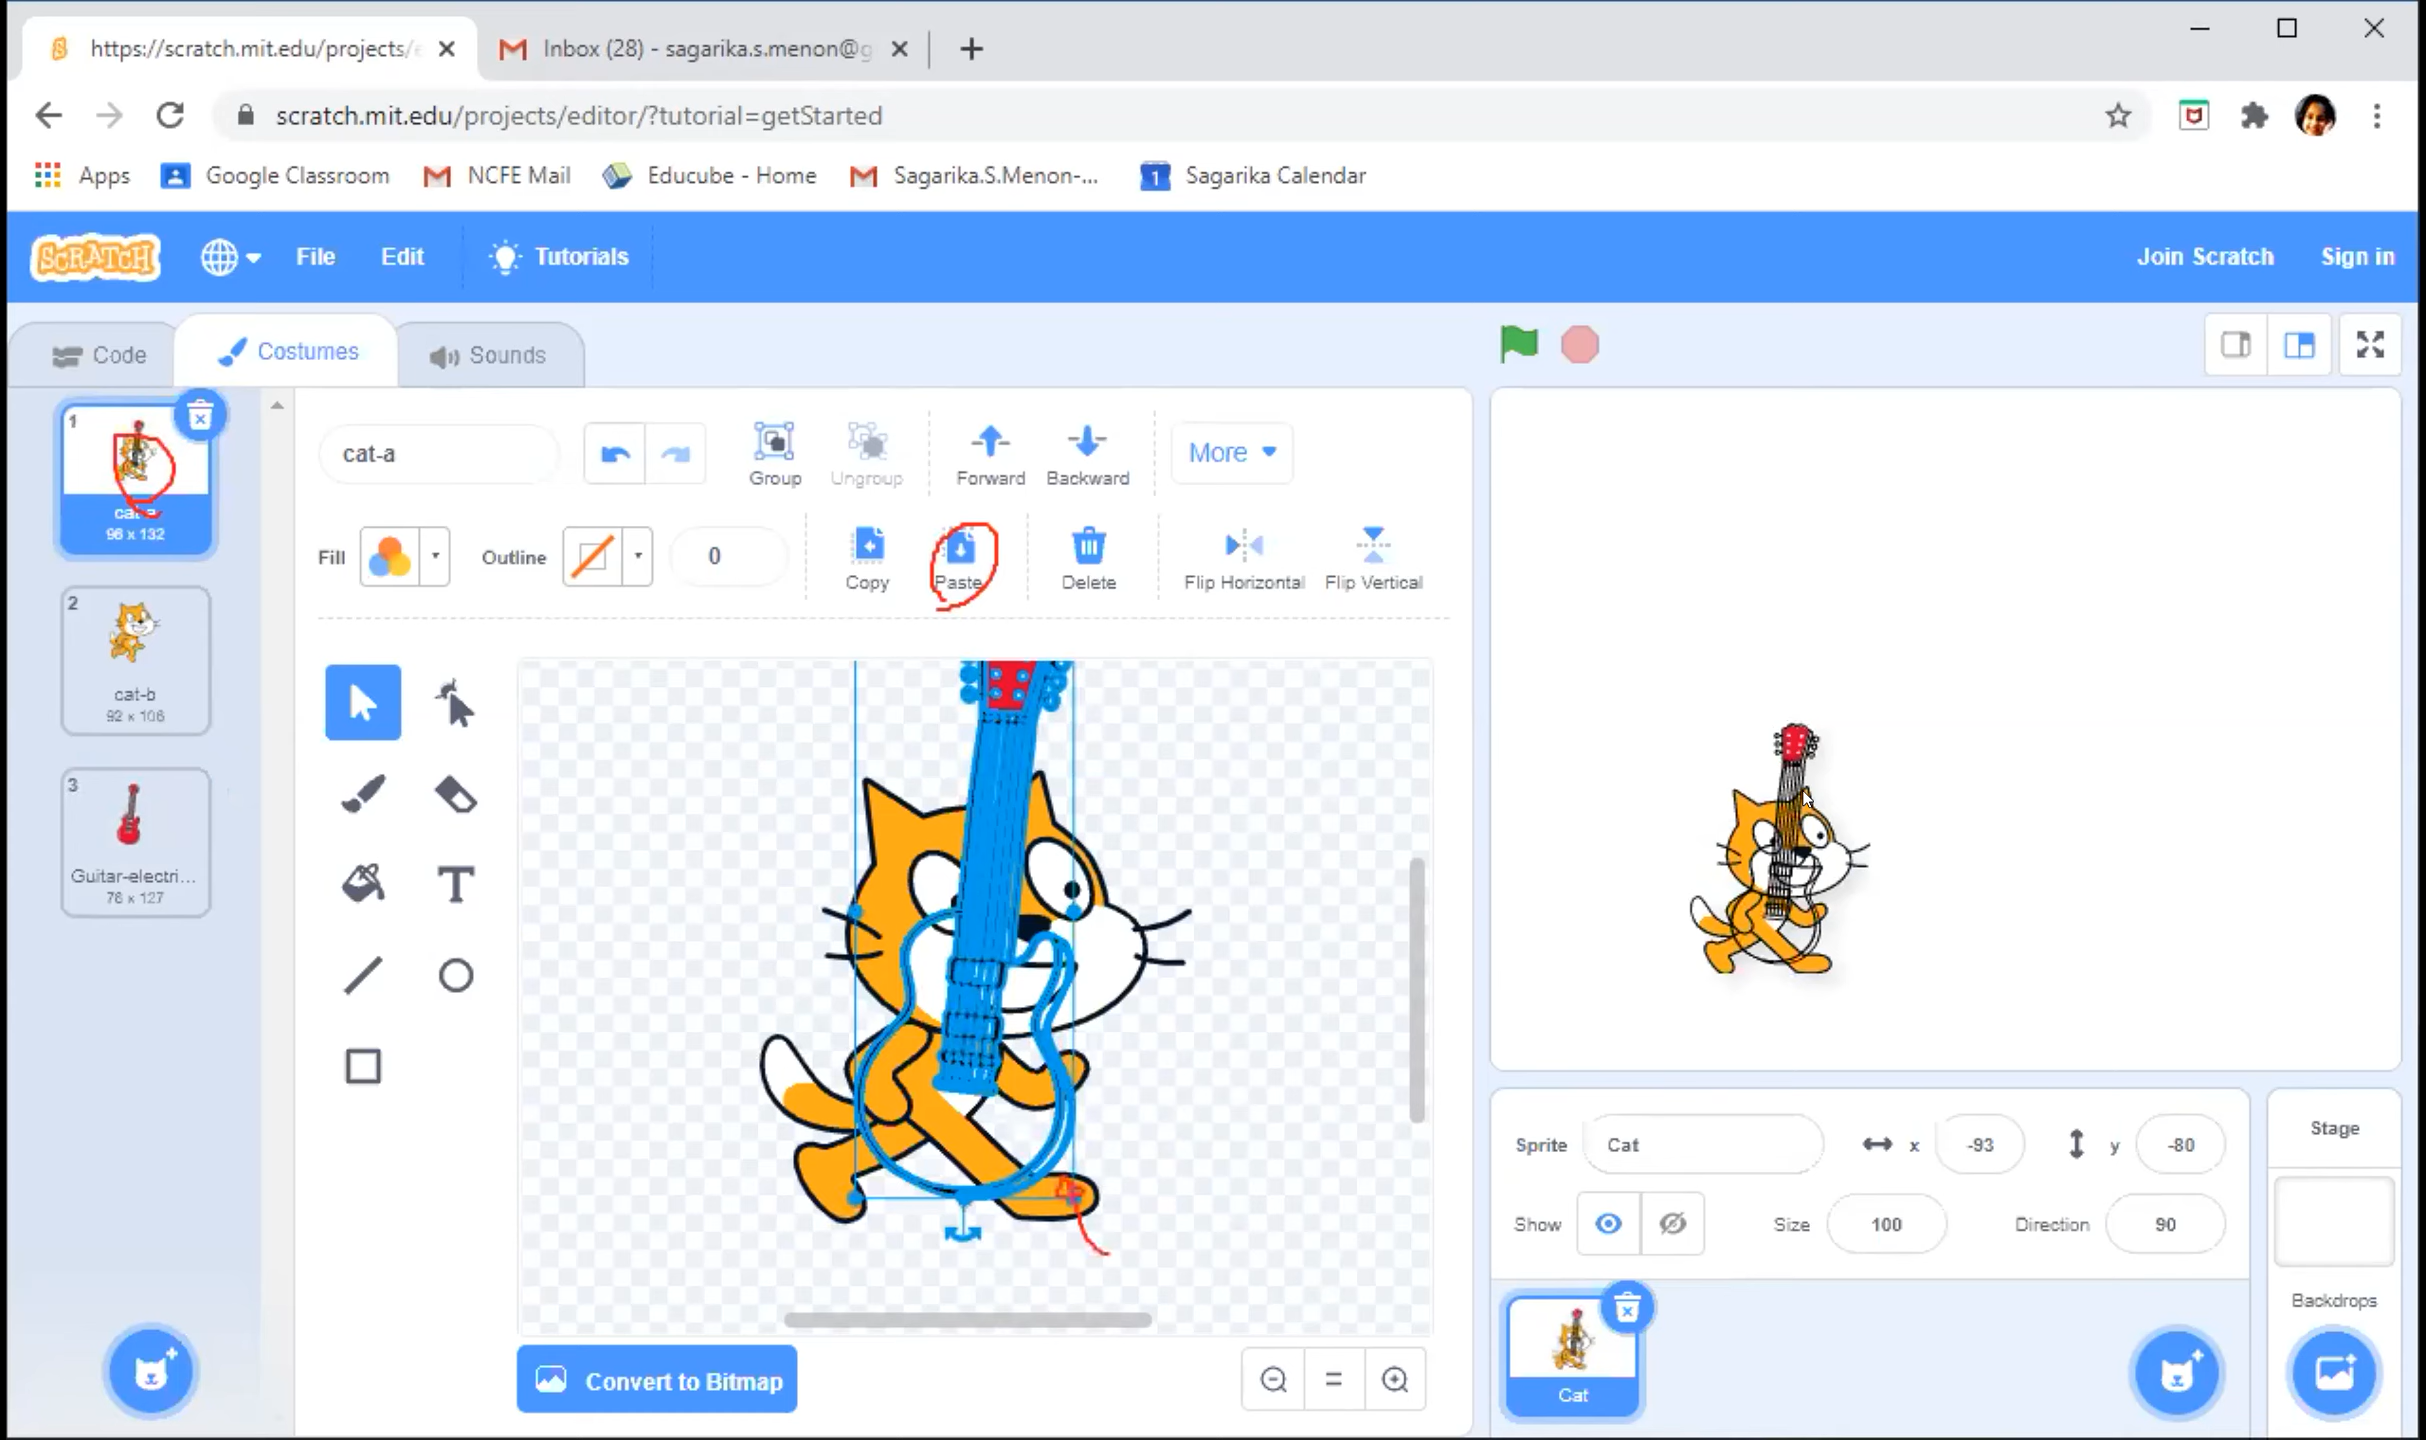 https://scratch.mit.edu/projects/e
Inbox (28) - sagarika.s.menon@g
scratch.mit.edu/projects/editor/?tutorial=getStarted
Apps
Google Classroom
NCFE Mail
Educube - Home
Sagarika.S.Menon-...
1
Sagarika Calendar
SCRATCH
File
Edit
Tutorials
Join Scratch
Sign in
Code
Costumes
Sounds
1
cat-a
96 x 132
2
cat-b
92 x 106
3
Guitar-electri...
76 x 127
cat-a
Group
Ungroup
Forward
Backward
More
Fill
Outline
0
Copy
Paste
Delete
Flip Horizontal
Flip Vertical
Convert to Bitmap
Sprite
Cat
x
-93
y
-80
Show
Size
100
Direction
90
Cat
Stage
Backdrops